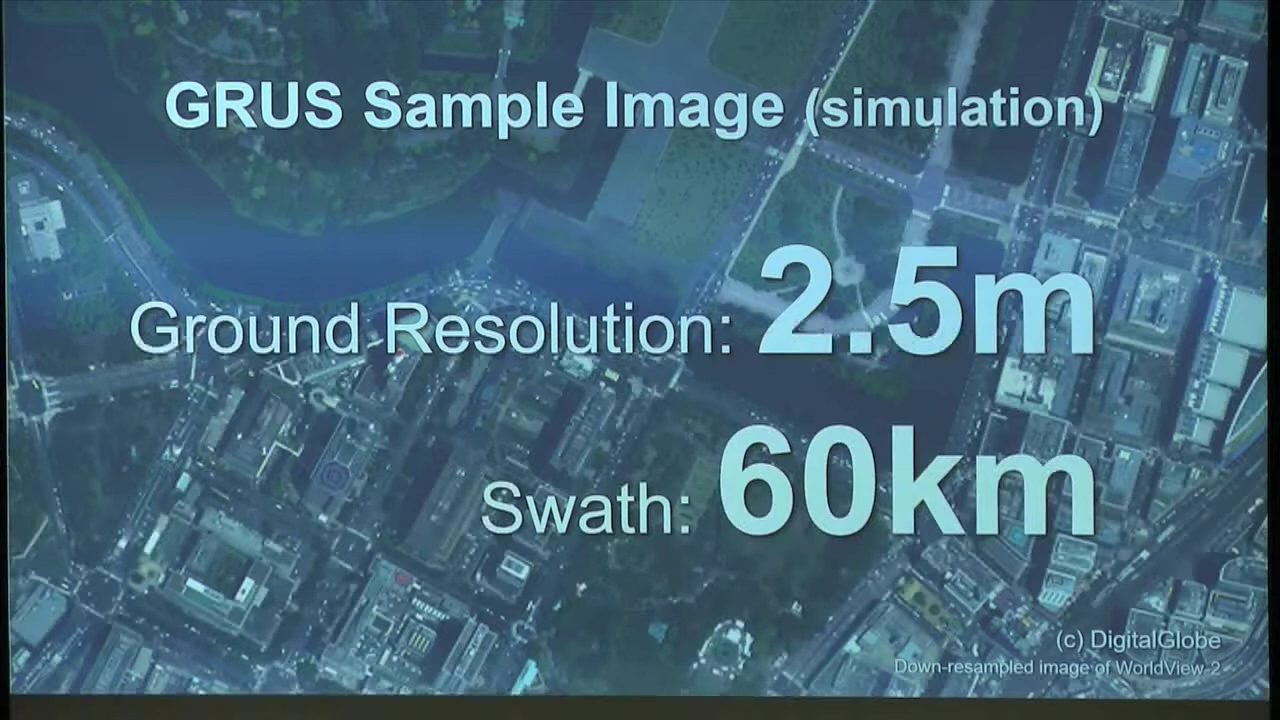 GRUS Sample Image (simulation)
Ground Resolution: 2.5m
Swath: 60km
(c) DigitalGlobe
Down-resampled image of WorldView-2